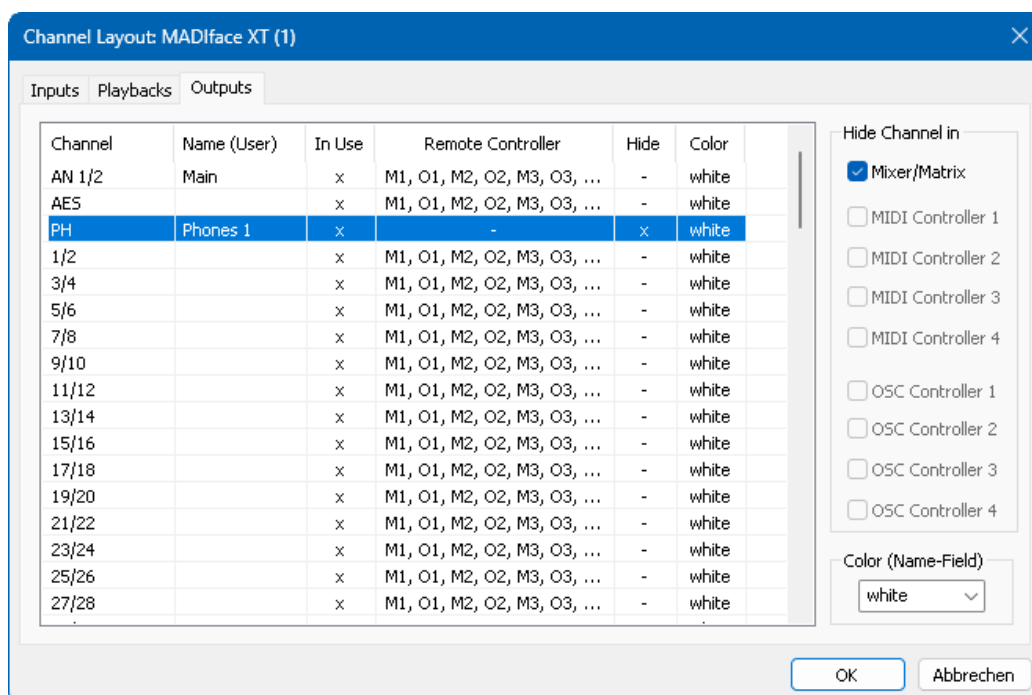 Channel Layout: MADIface XT (1)
Inputs Playbacks Outputs
Channel Name (User) In Use Remote Controller Hide Color
AN 1/2 Main x M1, O1, M2, O2, M3, O3, ... - white
AES x M1, O1, M2, O2, M3, O3, ... - white
PH Phones 1 x - x white
1/2 x M1, O1, M2, O2, M3, O3, ... - white
3/4 x M1, O1, M2, O2, M3, O3, ... - white
5/6 x M1, O1, M2, O2, M3, O3, ... - white
7/8 x M1, O1, M2, O2, M3, O3, ... - white
9/10 x M1, O1, M2, O2, M3, O3, ... - white
11/12 x M1, O1, M2, O2, M3, O3, ... - white
13/14 x M1, O1, M2, O2, M3, O3, ... - white
15/16 x M1, O1, M2, O2, M3, O3, ... - white
17/18 x M1, O1, M2, O2, M3, O3, ... - white
19/20 x M1, O1, M2, O2, M3, O3, ... - white
21/22 x M1, O1, M2, O2, M3, O3, ... - white
23/24 x M1, O1, M2, O2, M3, O3, ... - white
25/26 x M1, O1, M2, O2, M3, O3, ... - white
27/28 x M1, O1, M2, O2, M3, O3, ... - white
Hide Channel in
Mixer/Matrix
MIDI Controller 1
MIDI Controller 2
MIDI Controller 3
MIDI Controller 4
OSC Controller 1
OSC Controller 2
OSC Controller 3
OSC Controller 4
Color (Name-Field)
white
OK Abbrechen